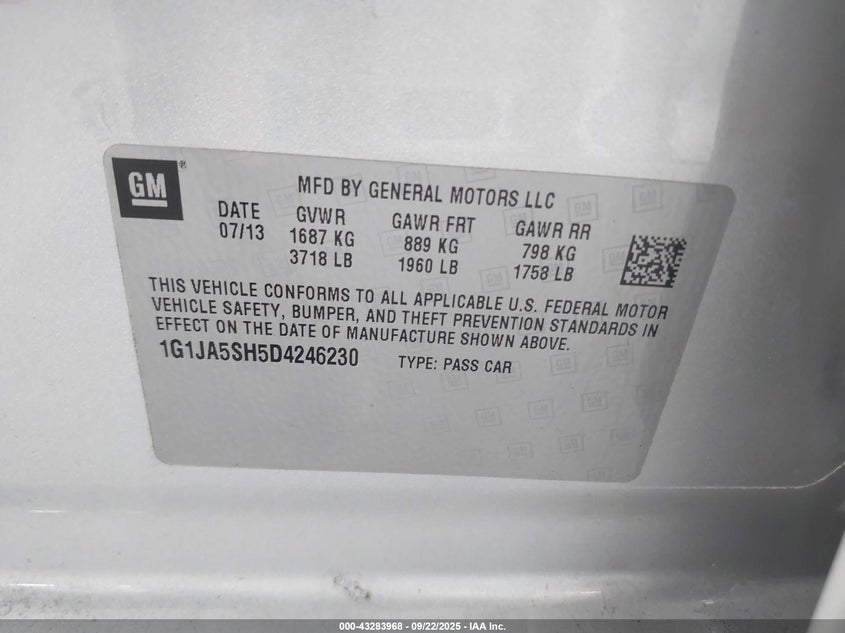 GM®
MFD BY GENERAL MOTORS LLC
DATE GVWR GAWR FRT GAWR RR
07/13 1687 KG 889 KG 798 KG
3718 LB 1960 LB 1758 LB
THIS VEHICLE CONFORMS TO ALL APPLICABLE U.S. FEDERAL MOTOR
VEHICLE SAFETY, BUMPER, AND THEFT PREVENTION STANDARDS IN
EFFECT ON THE DATE OF MANUFACTURE SHOWN ABOVE.
1G1JA5SH5D4246230 TYPE: PASS CAR
000-43283968 - 09/22/2025 - IAA Inc.